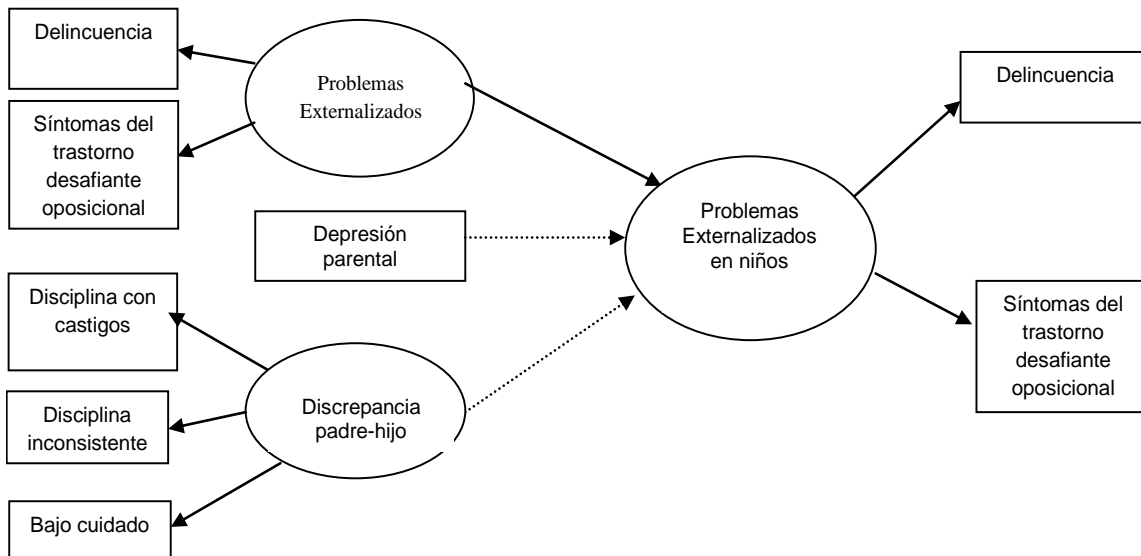 Delincuencia
Síntomas del
trastorno
desafiante
oposicional
Problemas
Externalizados
Depresión
parental
Disciplina con
castigos
Disciplina
inconsistente
Bajo cuidado
Discrepancia
padre-hijo
Problemas
Externalizados
en niños
Delincuencia
Síntomas del
trastorno
desafiante
oposicional